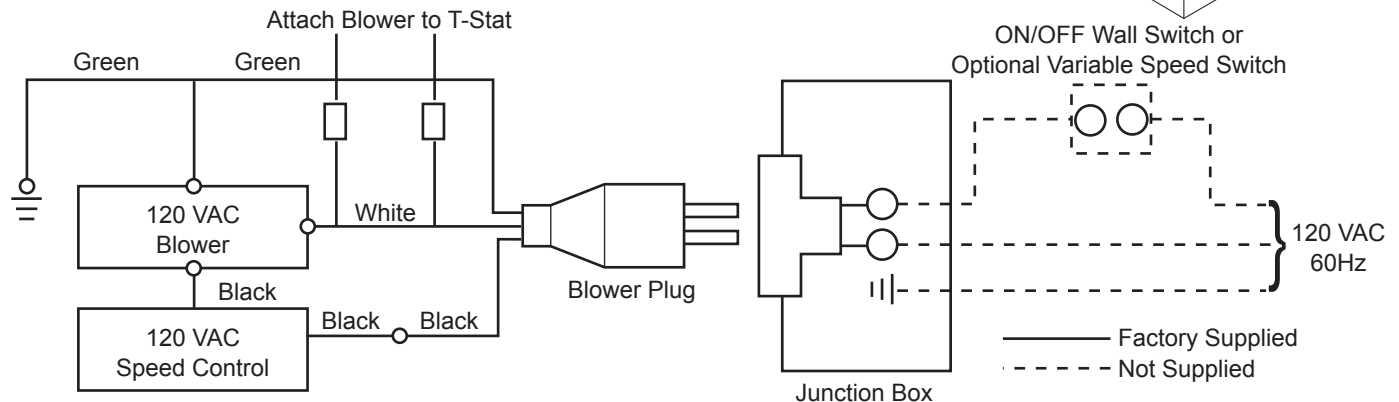 Attach Blower to T-Stat
Green
Green
ON/OFF Wall Switch or
Optional Variable Speed Switch
120 VAC
Blower
White
Black
120 VAC
Speed Control
Black
Black
Blower Plug
Junction Box
120 VAC
60Hz
Factory Supplied
Not Supplied